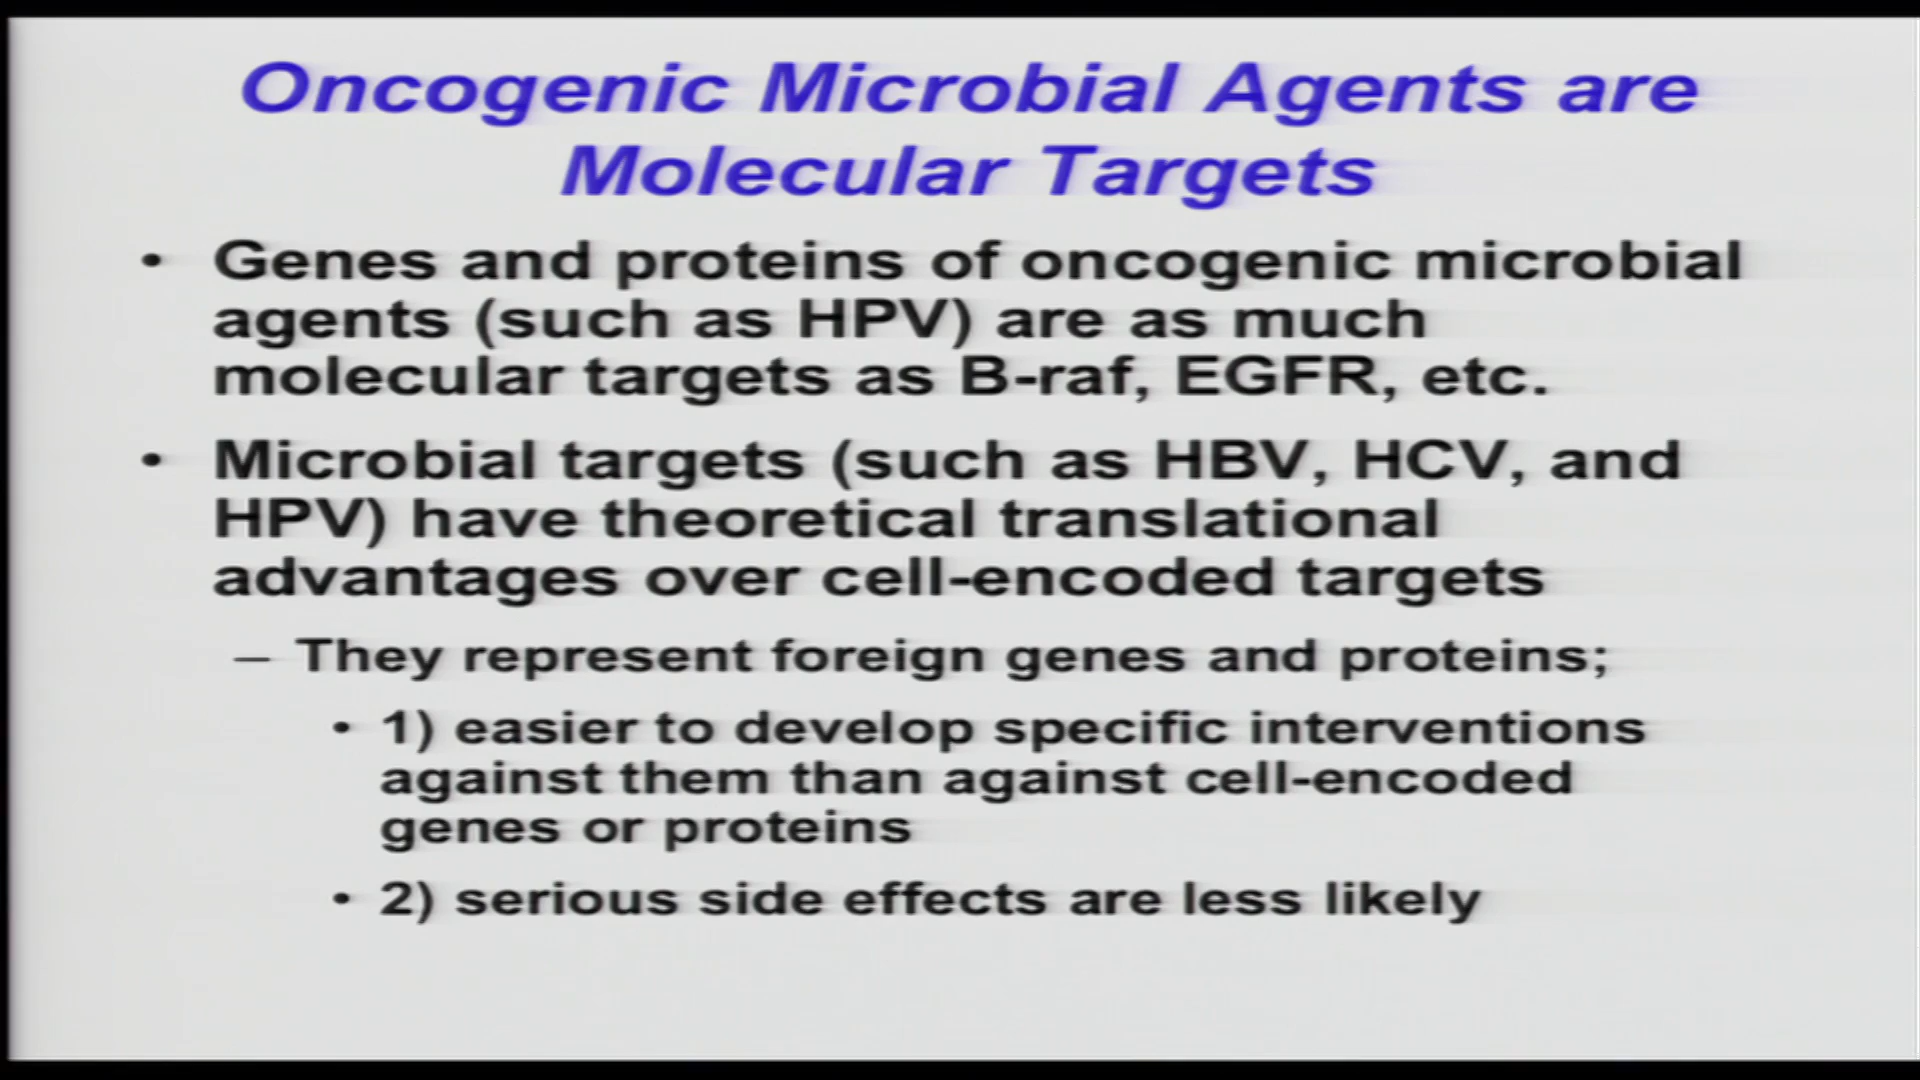 Oncogenic Microbial Agents are
Molecular Targets
• Genes and proteins of oncogenic microbial
agents (such as HPV) are as much
molecular targets as B-raf, EGFR, etc.
• Microbial targets (such as HBV, HCV, and
HPV) have theoretical translational
advantages over cell-encoded targets
– They represent foreign genes and proteins;
• 1) easier to develop specific interventions
against them than against cell-encoded
genes or proteins
• 2) serious side effects are less likely